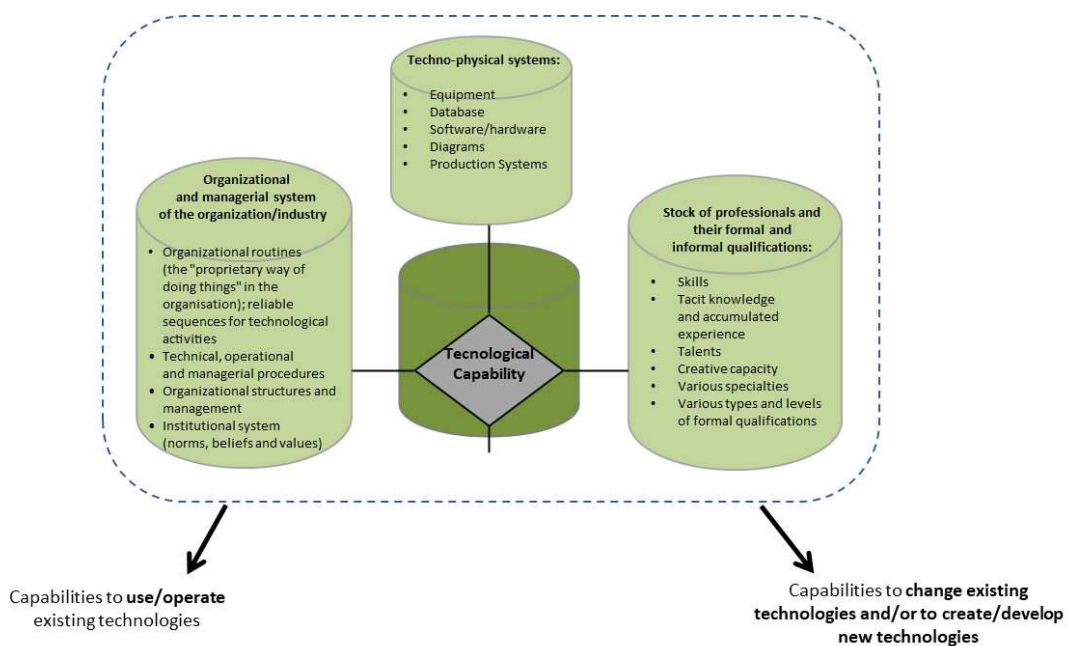 Techno-physical systems:
• Equipment
• Database
• Software/hardware
• Diagrams
• Production Systems
Organizational
and managerial system
of the organization/industry
• Organizational routines
(the "proprietary way of
doing things" in the
organisation); reliable
sequences for technological
activities
• Technical, operational
and managerial procedures
• Organizational structures and
management
• Institutional system
(norms, beliefs and values)
Tecnological
Capability
Stock of professionals and
their formal and
informal qualifications:
• Skills
• Tacit knowledge
and accumulated
experience
• Talents
• Creative capacity
• Various specialties
• Various types and levels
of formal qualifications
Capabilities to use/operate
existing technologies
Capabilities to change existing
technologies and/or to create/develop
new technologies